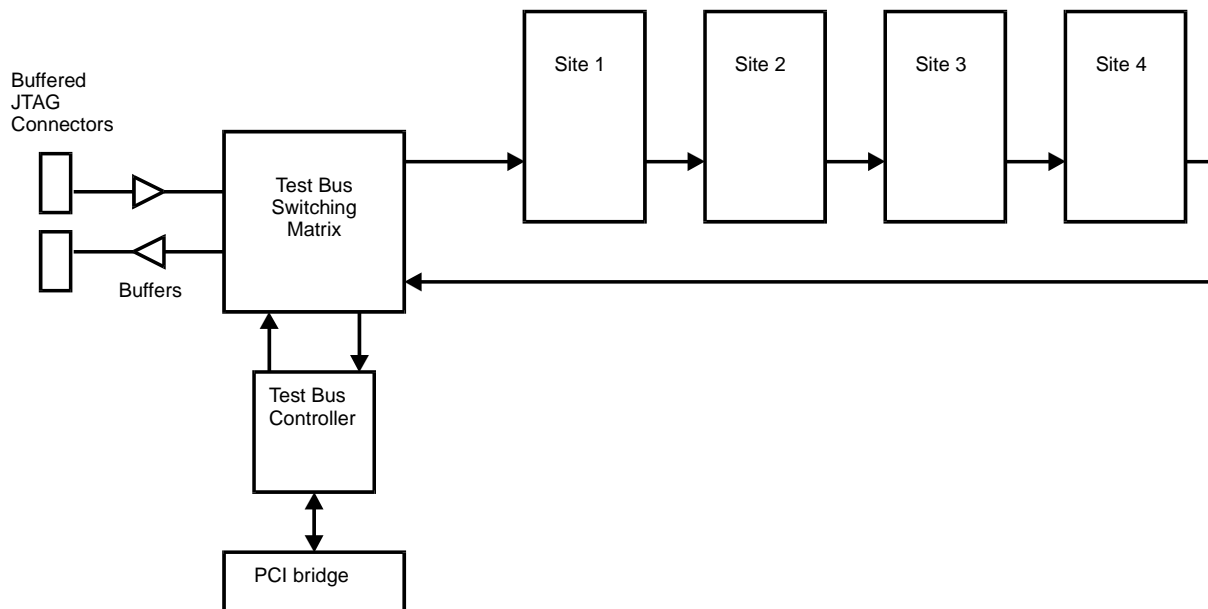 Site 1
Site 2
Site 3
Site 4
Buffered
JTAG
Connectors
Test Bus
Switching
Matrix
Buffers
Test Bus
Controller
PCI bridge